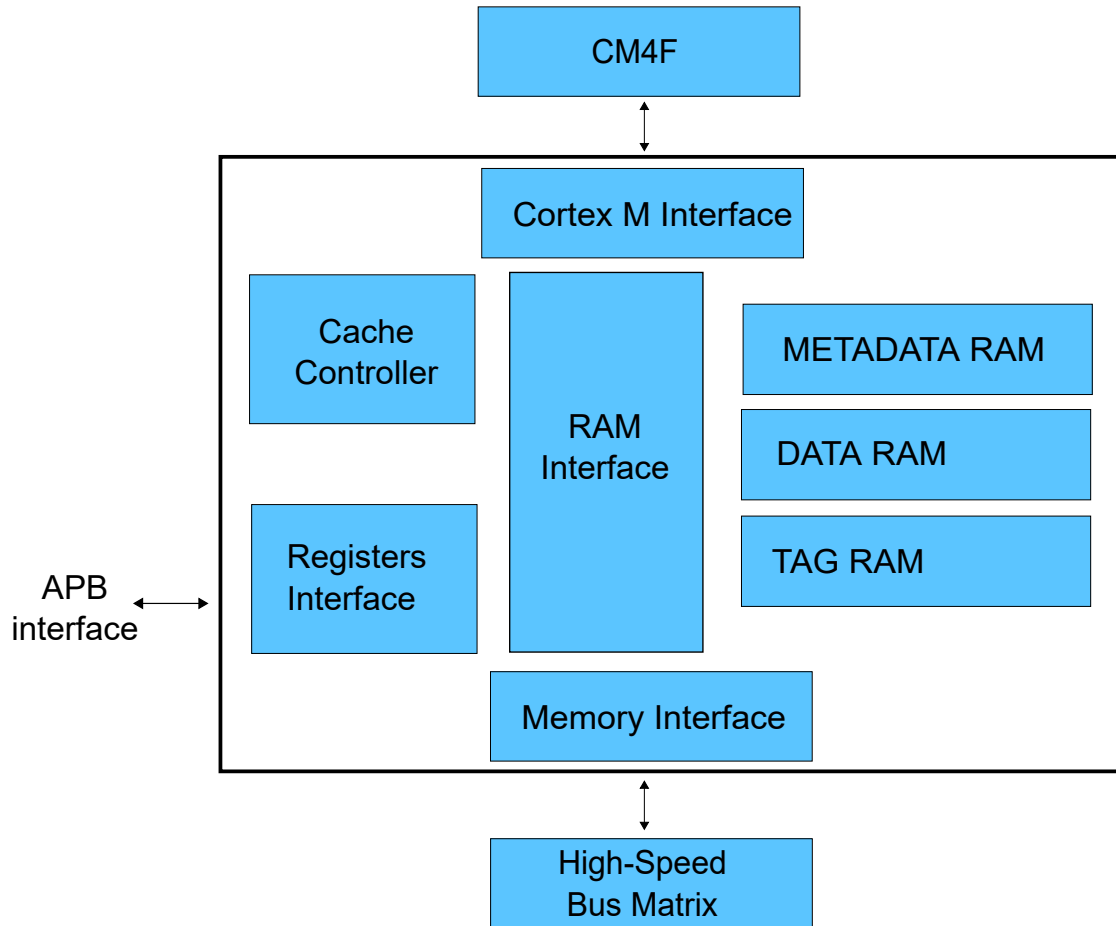 CM4F
Cortex M Interface
Cache
Controller
RAM
Interface
METADATA RAM
DATA RAM
TAG RAM
Registers
Interface
APB
interface
Memory Interface
High-Speed
Bus Matrix